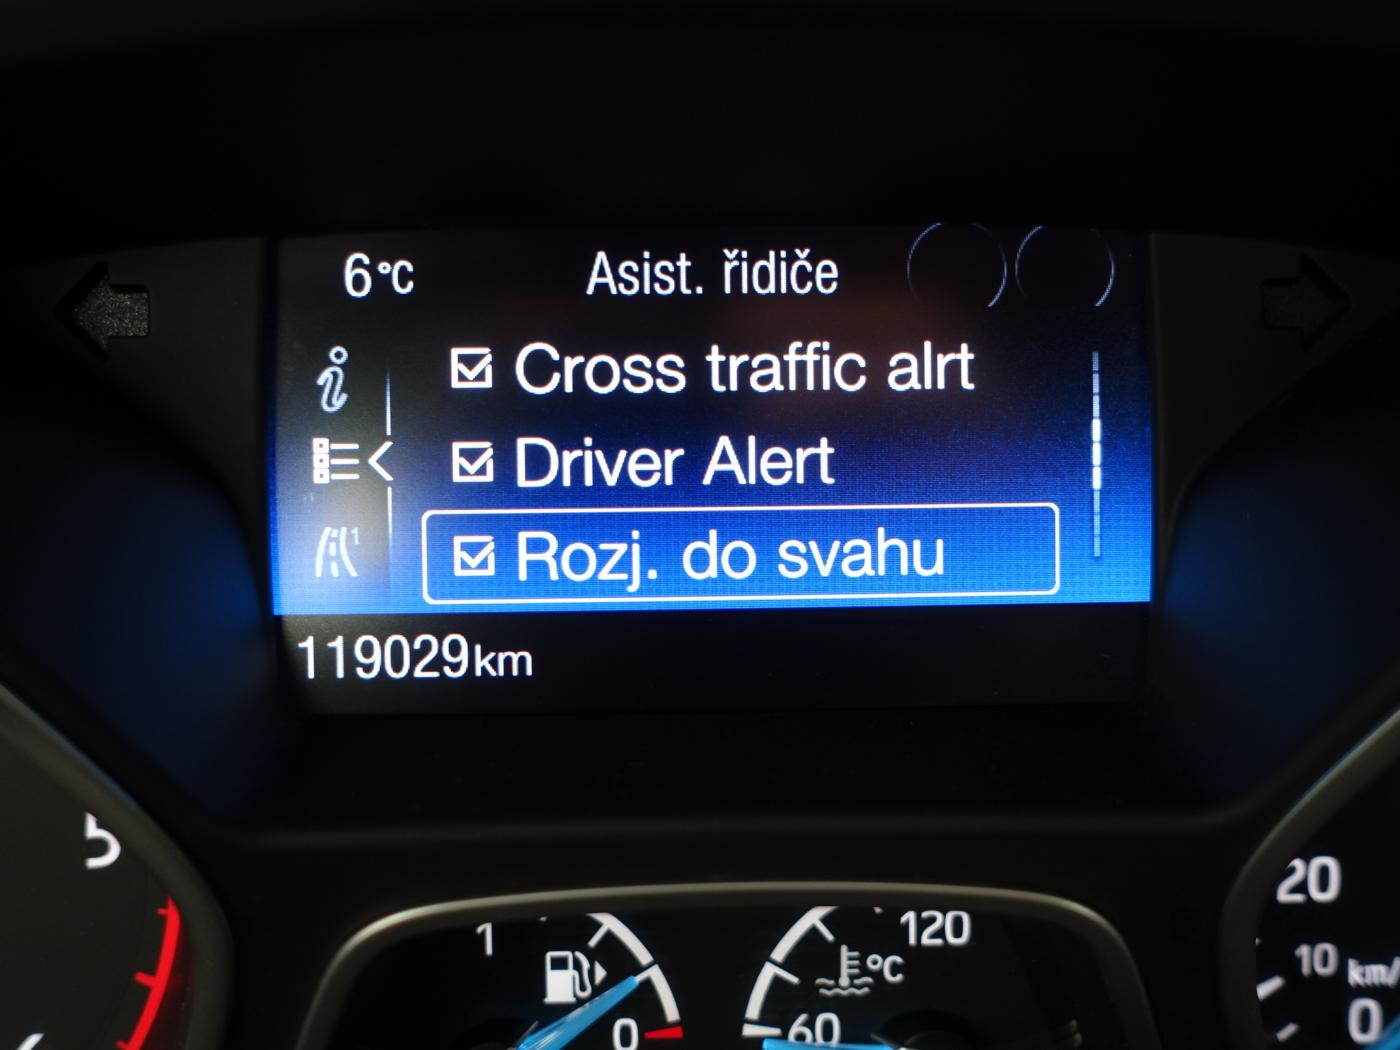 6°C Asist. řidiče
Cross traffic alrt
Driver Alert
Rozj. do svahu
1
119029km
5
1
0
120
°C
60
20
10
km/
0